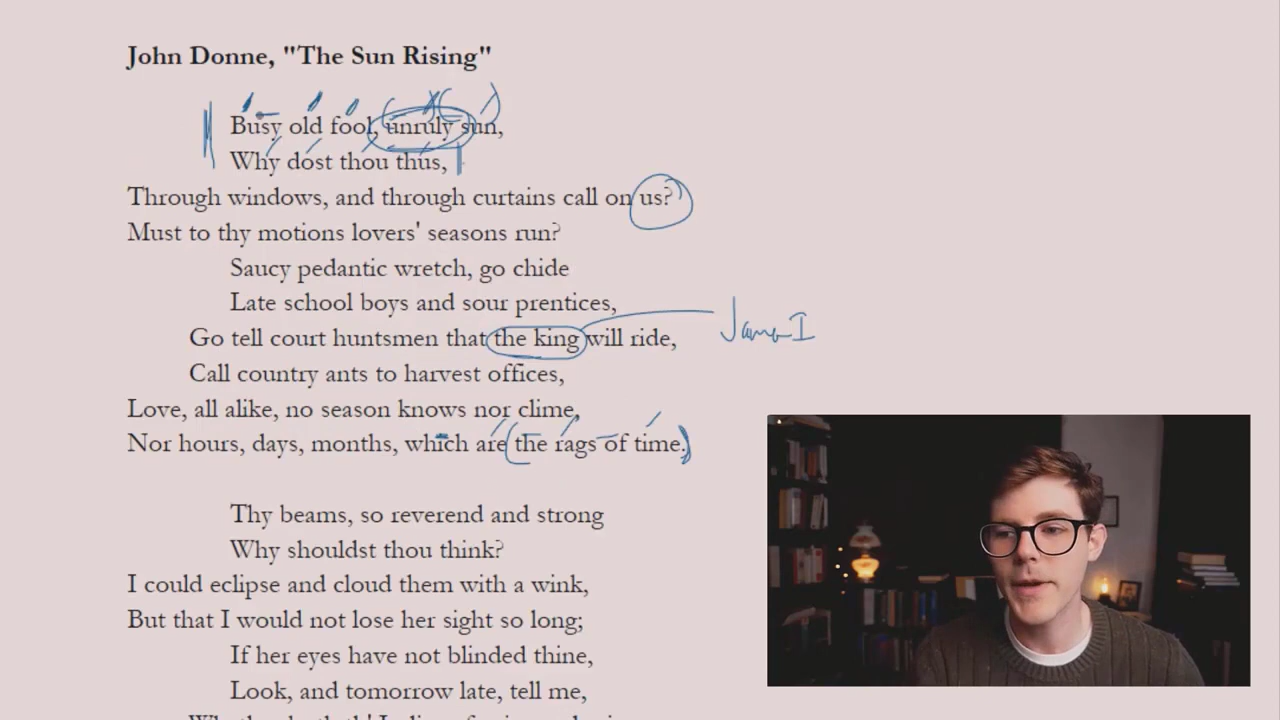 John Donne, "The Sun Rising"
Busy old fool, unruly sun,
Why dost thou thus,
Through windows, and through curtains call on us?
Must to thy motions lovers' seasons run?
Saucy pedantic wretch, go chide
Late school boys and sour prentices,
Go tell court huntsmen that the king will ride,
James I
Call country ants to harvest offices,
Love, all alike, no season knows nor clime,
Nor hours, days, months, which are the rags of time.
Thy beams, so reverend and strong
Why shouldst thou think?
I could eclipse and cloud them with a wink,
But that I would not lose her sight so long;
If her eyes have not blinded thine,
Look, and tomorrow late, tell me,